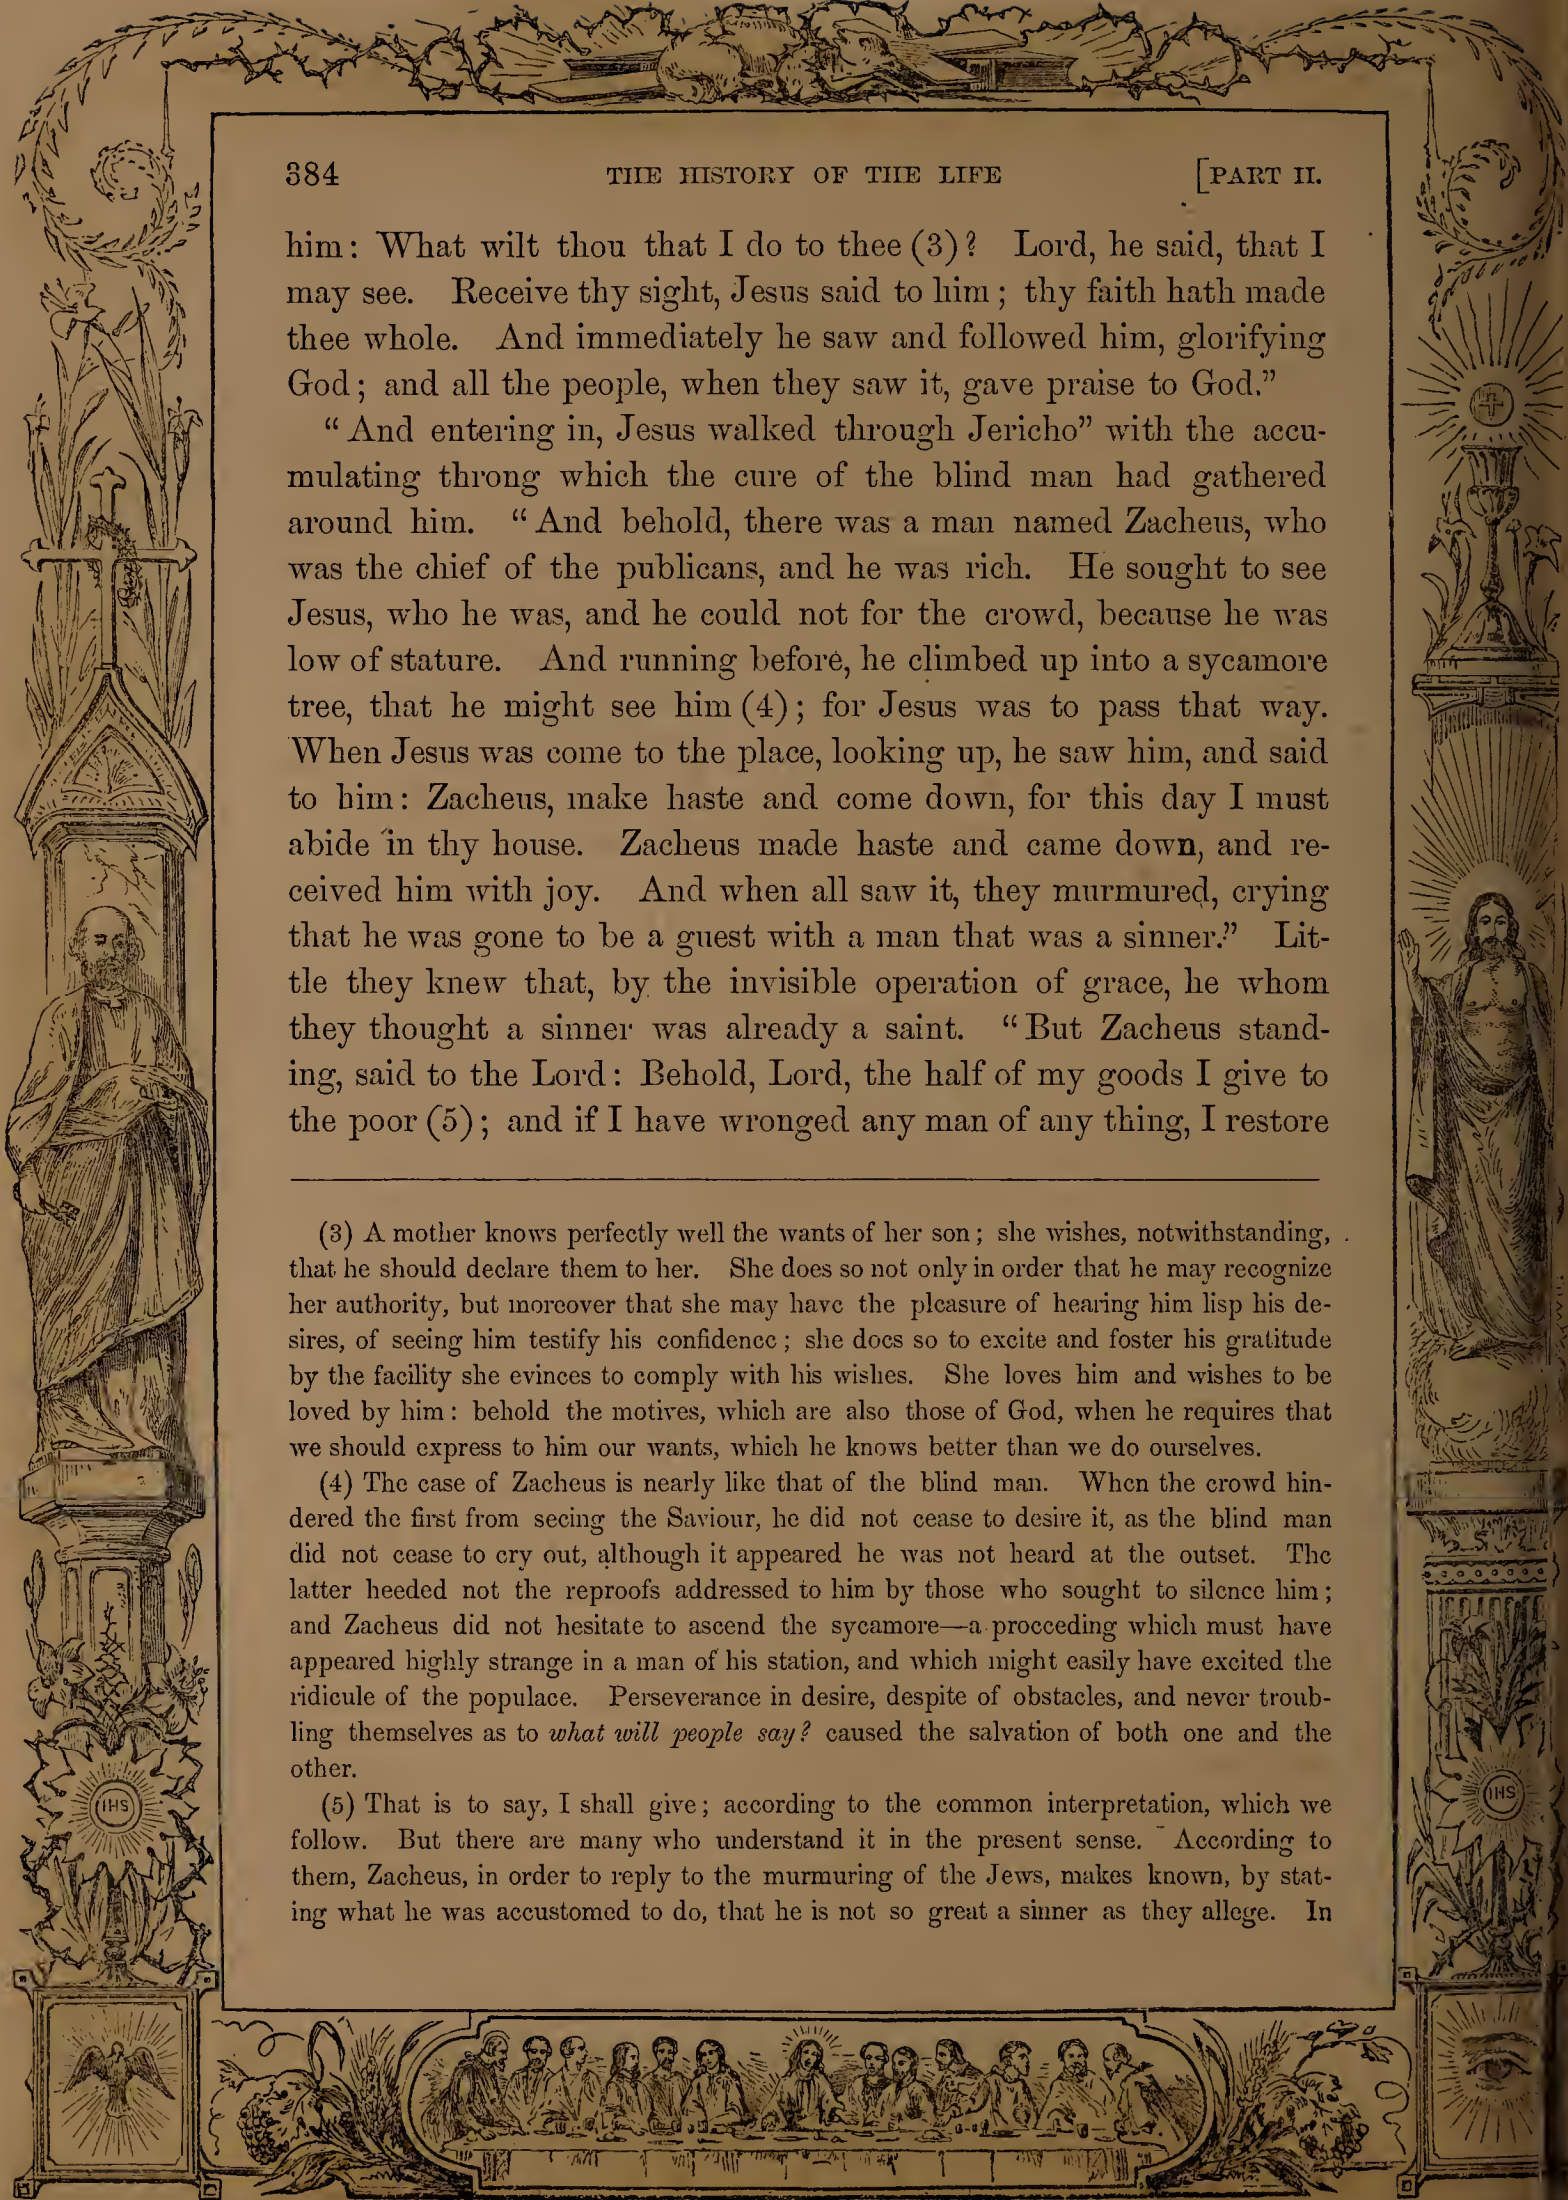 384 THE HISTORY OF THE LIFE [PART II.
him: What wilt thou that I do to thee (3)? Lord, he said, that I
may see. Receive thy sight, Jesus said to him; thy faith hath made
thee whole. And immediately he saw and followed him, glorifying
God; and all the people, when they saw it, gave praise to God.”
“And entering in, Jesus walked through Jericho” with the accu-
mulating throng which the cure of the blind man had gathered
around him. “And behold, there was a man named Zacheus, who
was the chief of the publicans, and he was rich. He sought to see
Jesus, who he was, and he could not for the crowd, because he was
low of stature. And running before, he climbed up into a sycamore
tree, that he might see him (4); for Jesus was to pass that way.
When Jesus was come to the place, looking up, he saw him, and said
to him: Zacheus, make haste and come down, for this day I must
abide in thy house. Zacheus made haste and came down, and re-
ceived him with joy. And when all saw it, they murmured, crying
that he was gone to be a guest with a man that was a sinner.” Lit-
tle they knew that, by the invisible operation of grace, he whom
they thought a sinner was already a saint. “But Zacheus stand-
ing, said to the Lord: Behold, Lord, the half of my goods I give to
the poor (5); and if I have wronged any man of any thing, I restore
(3) A mother knows perfectly well the wants of her son; she wishes, notwithstanding,
that he should declare them to her. She does so not only in order that he may recognize
her authority, but moreover that she may have the pleasure of hearing him lisp his de-
sires, of seeing him testify his confidence; she does so to excite and foster his gratitude
by the facility she evinces to comply with his wishes. She loves him and wishes to be
loved by him: behold the motives, which are also those of God, when he requires that
we should express to him our wants, which he knows better than we do ourselves.
(4) The case of Zacheus is nearly like that of the blind man. When the crowd hin-
dered the first from seeing the Saviour, he did not cease to desire it, as the blind man
did not cease to cry out, although it appeared he was not heard at the outset. The
latter heeded not the reproofs addressed to him by those who sought to silence him;
and Zacheus did not hesitate to ascend the sycamore—a proceeding which must have
appeared highly strange in a man of his station, and which might easily have excited the
ridicule of the populace. Perseverance in desire, despite of obstacles, and never troub-
ling themselves as to what will people say? caused the salvation of both one and the
other.
(5) That is to say, I shall give; according to the common interpretation, which we
follow. But there are many who understand it in the present sense. According to
them, Zacheus, in order to reply to the murmuring of the Jews, makes known, by stat-
ing what he was accustomed to do, that he is not so great a sinner as they allege. In
IHS
IHS